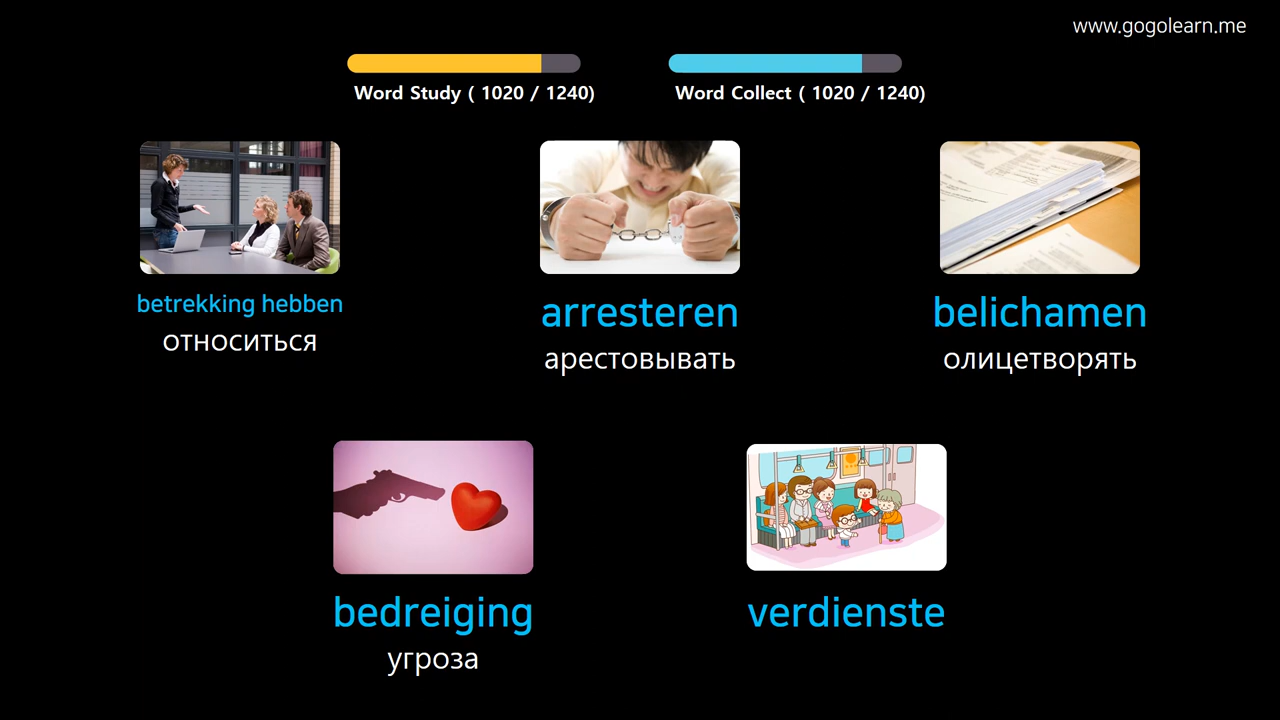 www.gogolearn.me
Word Study ( 1020 / 1240)
Word Collect ( 1020 / 1240)
betrekking hebben
относиться
arresteren
арестовывать
belichamen
олицетворять
bedreiging
угроза
verdienste